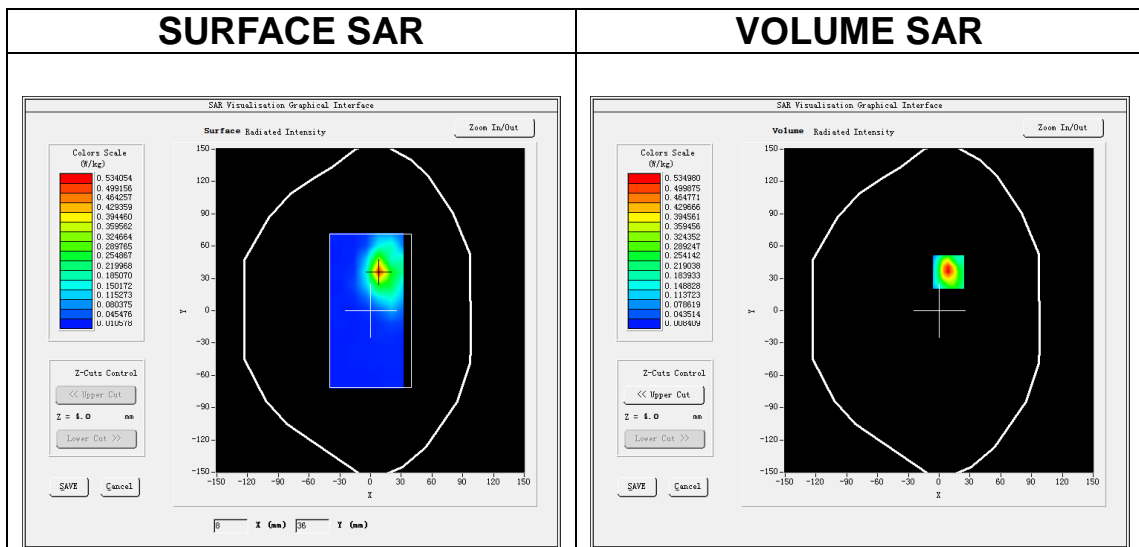 SURFACE SAR
VOLUME SAR
SAR Visualisation Graphical Interface
Surface Radiated Intensity
Zoom In/Out
Colors Scale
(W/kg)
0.534054
0.499156
0.464257
0.429359
0.394460
0.359562
0.324664
0.289765
0.254867
0.219968
0.185070
0.150172
0.115273
0.080375
0.045476
0.010578
Z-Cuts Control
<< Upper Cut
Z = 4.0 mm
Lower Cut >>
SAVE
Cancel
150
120
90
60
30
0
-30
-60
-90
-120
-150
Y
-150 -120 -90 -60 -30 0 30 60 90 120 150
X
8 X (mm) 36 Y (mm)
SAR Visualisation Graphical Interface
Volume Radiated Intensity
Zoom In/Out
Colors Scale
(W/kg)
0.534980
0.499875
0.464771
0.429666
0.394561
0.359456
0.324352
0.289247
0.254142
0.219038
0.183933
0.148828
0.113723
0.078619
0.043514
0.008409
Z-Cuts Control
<< Upper Cut
Z = 4.0 mm
Lower Cut >>
SAVE
Cancel
150
120
90
60
30
0
-30
-60
-90
-120
-150
Y
-150 -120 -90 -60 -30 0 30 60 90 120 150
X